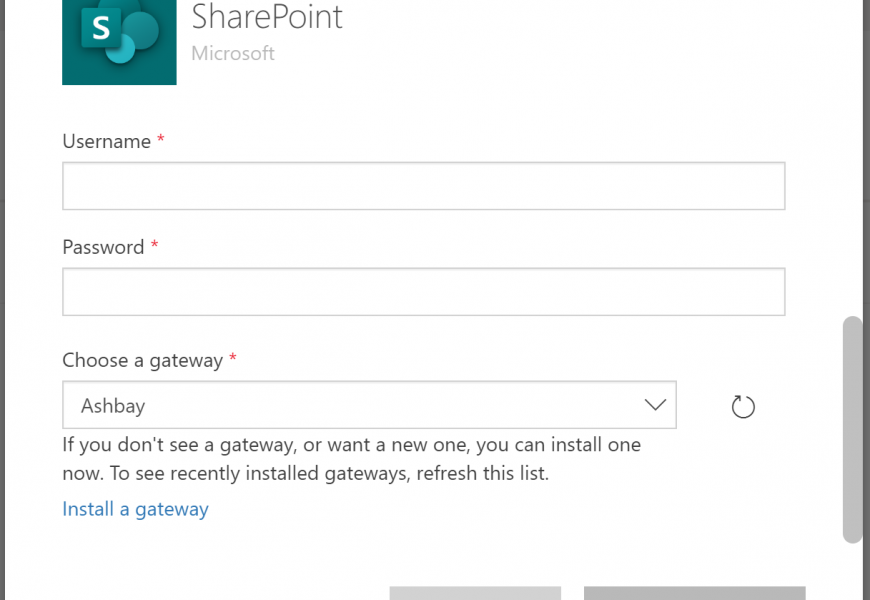 S
SharePoint
Microsoft
Username *
Password *
Choose a gateway *
Ashbay
If you don't see a gateway, or want a new one, you can install one
now. To see recently installed gateways, refresh this list.
Install a gateway